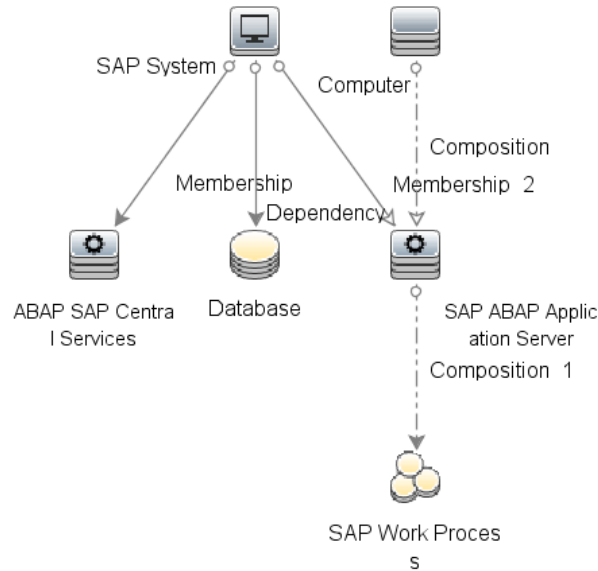 SAP System
Computer
Composition
Membership
Membership 2
Dependency
ABAP SAP Centra
l Services
Database
SAP ABAP Applic
ation Server
Composition 1
SAP Work Proces
s